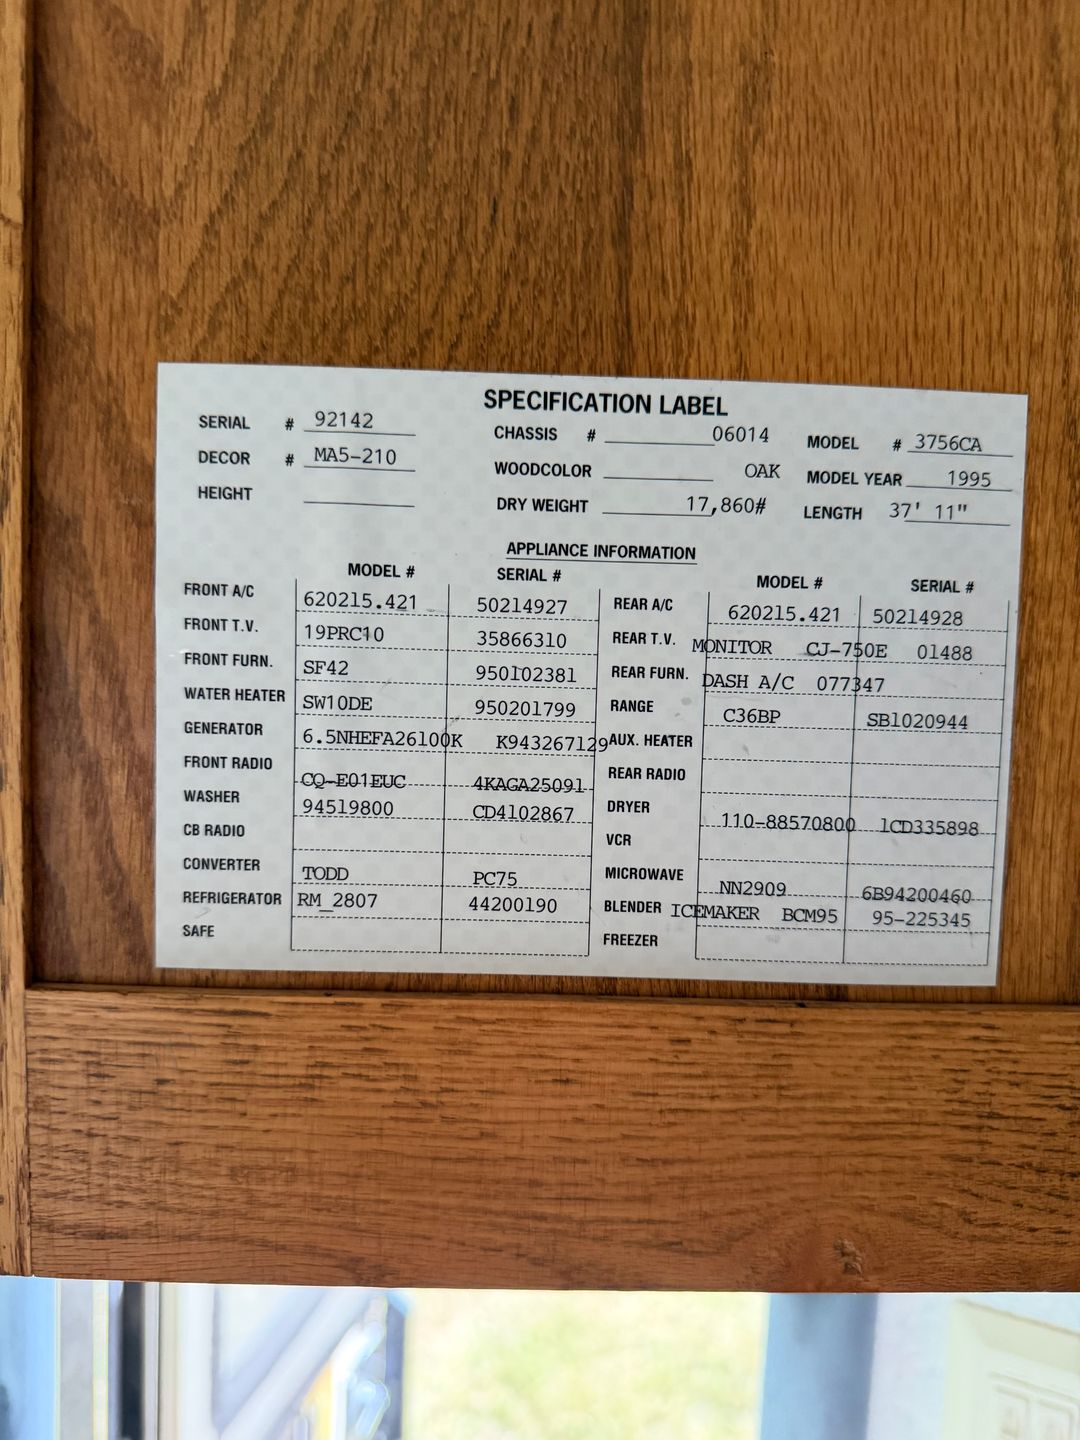 SPECIFICATION LABEL
SERIAL # 92142 CHASSIS # 06014 MODEL # 3756CA
DECOR # MA5-210 WOODCOLOR OAK MODEL YEAR 1995
HEIGHT DRY WEIGHT 17,860# LENGTH 37' 11"
APPLIANCE INFORMATION
MODEL # SERIAL # MODEL # SERIAL #
FRONT A/C 620215.421 50214927 REAR A/C 620215.421 50214928
FRONT T.V. 19PRC10 35866310 REAR T.V. MONITOR CJ-750E 01488
FRONT FURN. SF42 950102381 REAR FURN. DASH A/C 077347
WATER HEATER SW10DE 950201799 RANGE C36BP SB1020944
GENERATOR 6.5NHEFA26100K K943267129 AUX. HEATER
FRONT RADIO CQ-E01EUC 4KAGA25091 REAR RADIO
WASHER 94519800 CD4102867 DRYER 110-88570800 1CD335898
CB RADIO VCR
CONVERTER TODD PC75 MICROWAVE NN2909 6B94200460
REFRIGERATOR RM_2807 44200190 BLENDER ICEMAKER BCM95 95-225345
SAFE FREEZER